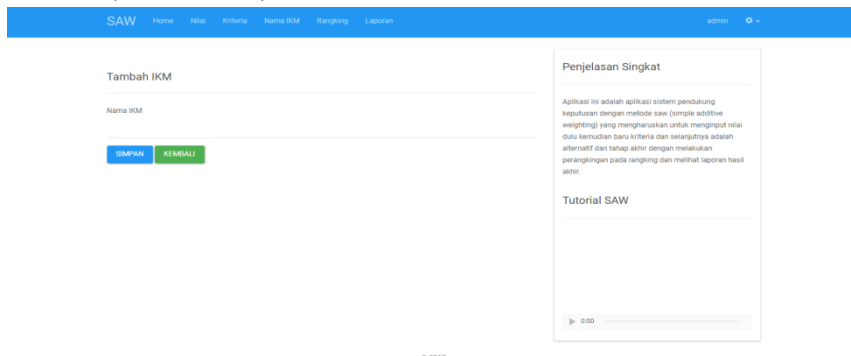 SAW Home Nilai Kriteria Nama IKM Rangking Laporan admin
Tambah IKM
Nama IKM
SIMPAN KEMBALI
Penjelasan Singkat
Aplikasi ini adalah aplikasi sistem pendukung
keputusan dengan metode saw (simple additive
weighting) yang mengharuskan untuk menginput nilai
dulu kemudian baru kriteria dan selanjutnya adalah
alternatif dan tahap akhir dengan melakukan
perangkingan pada rangking dan melihat laporan hasil
akhir.
Tutorial SAW
0:00